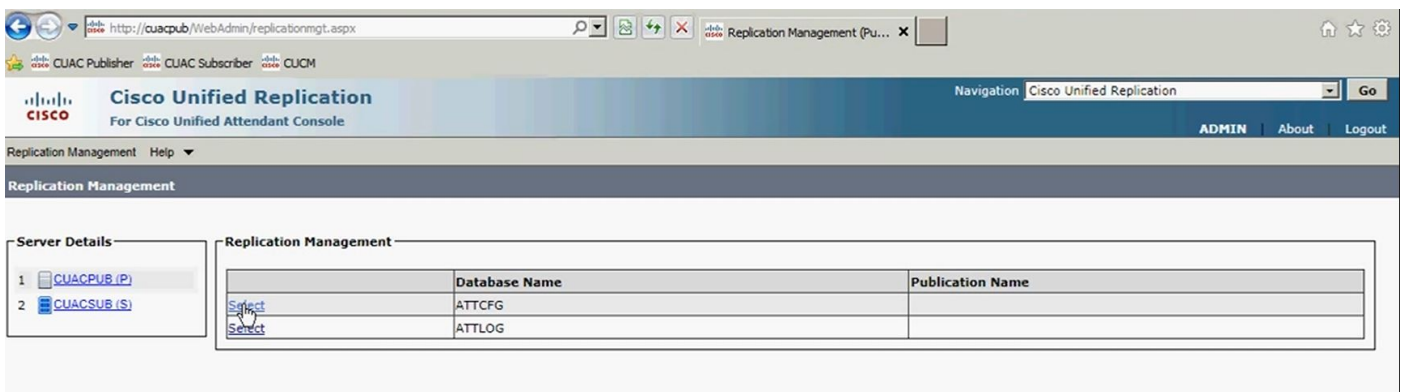 http://cuacpub/WebAdmin/replicationmgt.aspx
Replication Management (Pu...
CUAC Publisher CUAC Subscriber CUCM
CISCO
Cisco Unified Replication
For Cisco Unified Attendant Console
Navigation Cisco Unified Replication Go
ADMIN | About | Logout
Replication Management Help
Replication Management
Server Details
1 CUACPUB (P)
2 CUACSUB (S)
Replication Management
Database Name Publication Name
Select ATTCFG
Select ATTLOG